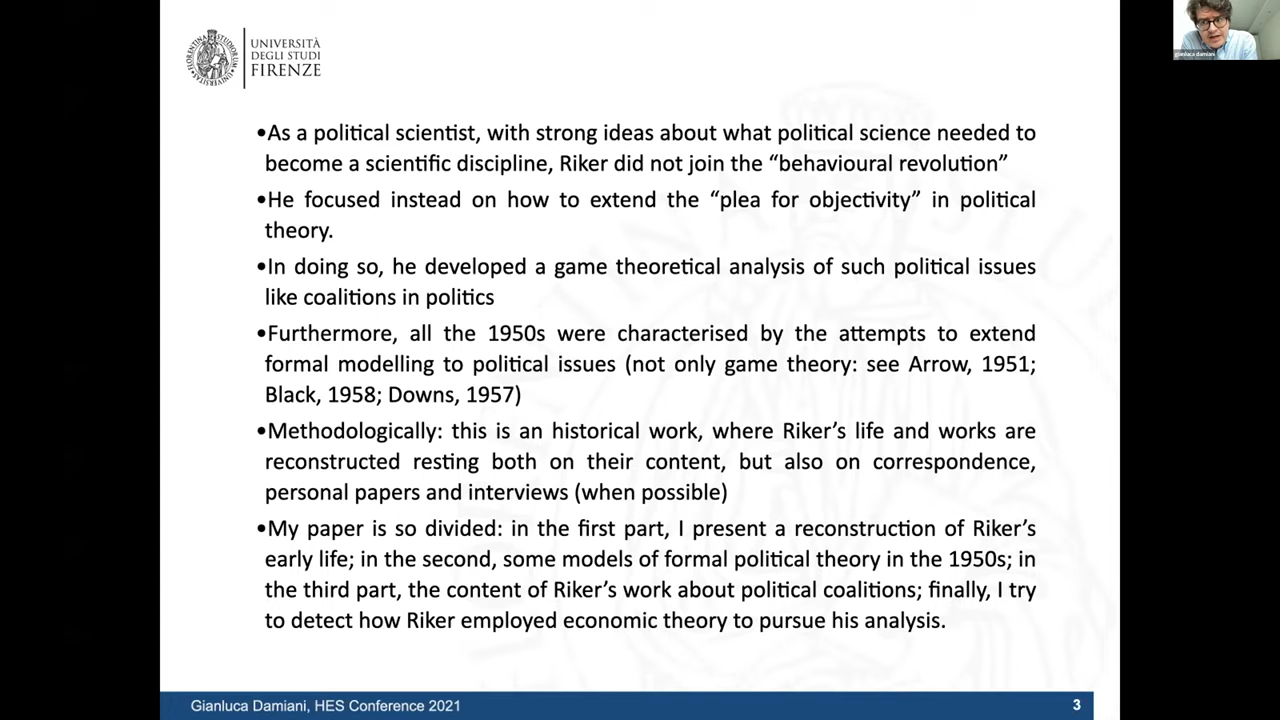 UNIVERSITÀ
DEGLI STUDI
FIRENZE
gianluca damiani
•As a political scientist, with strong ideas about what political science needed to
become a scientific discipline, Riker did not join the “behavioural revolution”
•He focused instead on how to extend the “plea for objectivity” in political
theory.
•In doing so, he developed a game theoretical analysis of such political issues
like coalitions in politics
•Furthermore, all the 1950s were characterised by the attempts to extend
formal modelling to political issues (not only game theory: see Arrow, 1951;
Black, 1958; Downs, 1957)
•Methodologically: this is an historical work, where Riker’s life and works are
reconstructed resting both on their content, but also on correspondence,
personal papers and interviews (when possible)
•My paper is so divided: in the first part, I present a reconstruction of Riker’s
early life; in the second, some models of formal political theory in the 1950s; in
the third part, the content of Riker’s work about political coalitions; finally, I try
to detect how Riker employed economic theory to pursue his analysis.
Gianluca Damiani, HES Conference 2021
3